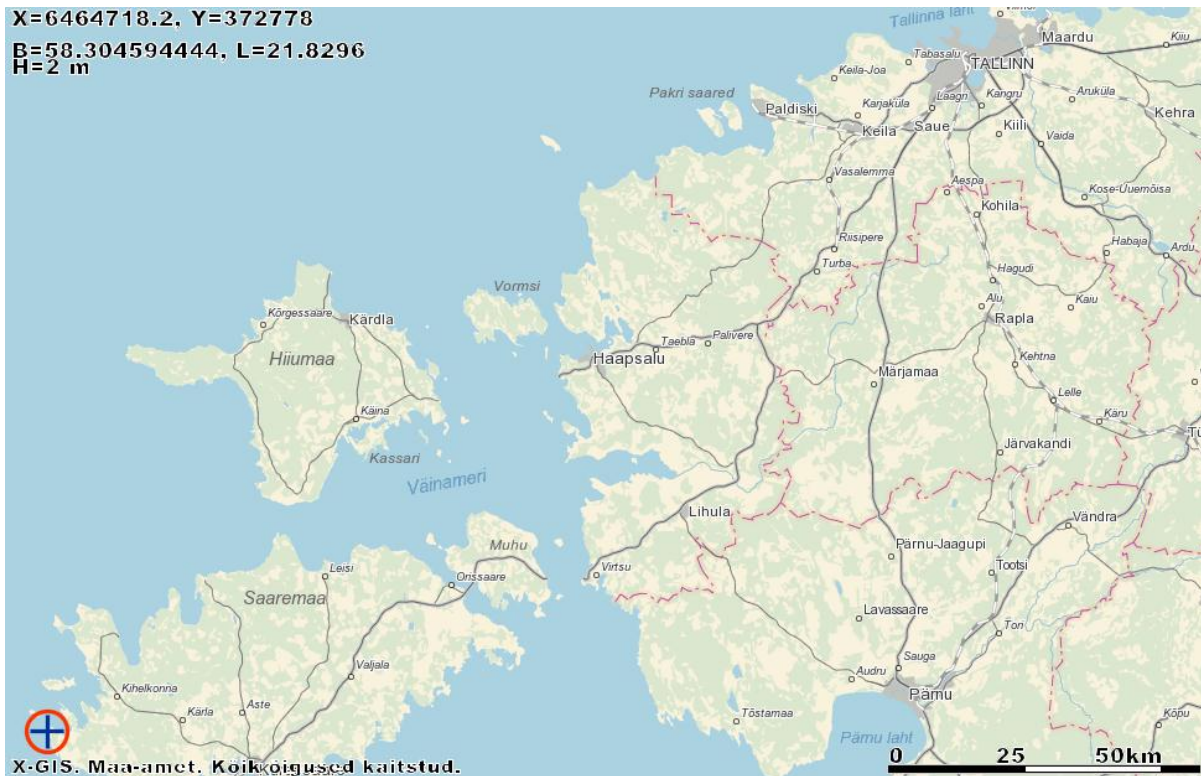 X=6464718.2, Y=372778
B=58.304594444, L=21.8296
H=2 m
Tallinna laht
Maardu
Kiiu
Tabasalu
TALLINN
Keila-Joa
Pakri saared
Paldiski
Karjaküla
Laagri
Kangru
Aruküla
Kehra
Keila
Saue
Kiili
Vaida
Vasalemma
Aespa
Kose-Uuemõisa
Kohila
Riisipere
Habaja
Ardu
Turba
Hagudi
Vormsi
Alu
Kaiu
Rapla
Kõrgessaare
Kärdla
Hiiumaa
Haapsalu
Taebla
Palivere
Kehtna
Märjamaa
Lelle
Käina
Käru
Kassari
Järvakandi
Väinameri
Lihula
Vändra
Muhu
Pärnu-Jaagupi
Leisi
Orissaare
Virtsu
Tootsi
Saaremaa
Lavassaare
Tori
Valjala
Sauga
Audru
Kihelkonna
Pärnu
Kärla
Aste
Tõstamaa
Kõpu
Pärnu laht
0 25 50km
X-GIS. Maa-amet. Kõik õigused kaitstud.